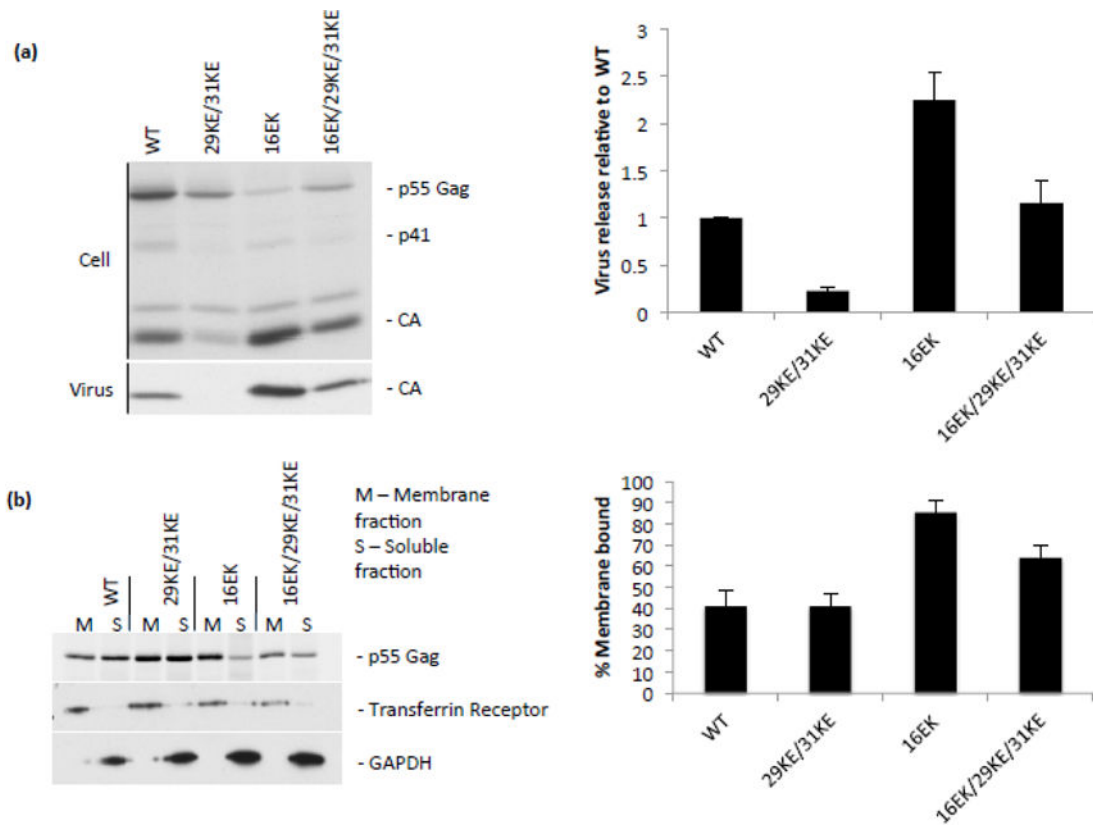 (a)
WT
29KE/31KE
16EK
16EK/29KE/31KE
Cell
Virus
- p55 Gag
- p41
- CA
- CA
Virus release relative to WT
3
2.5
2
1.5
1
0.5
0
WT
29KE/31KE
16EK
16EK/29KE/31KE
(b)
WT
29KE/31KE
16EK
16EK/29KE/31KE
M – Membrane
fraction
S – Soluble
fraction
M S M S M S M S
- p55 Gag
- Transferrin Receptor
- GAPDH
% Membrane bound
100
90
80
70
60
50
40
30
20
10
0
WT
29KE/31KE
16EK
16EK/29KE/31KE